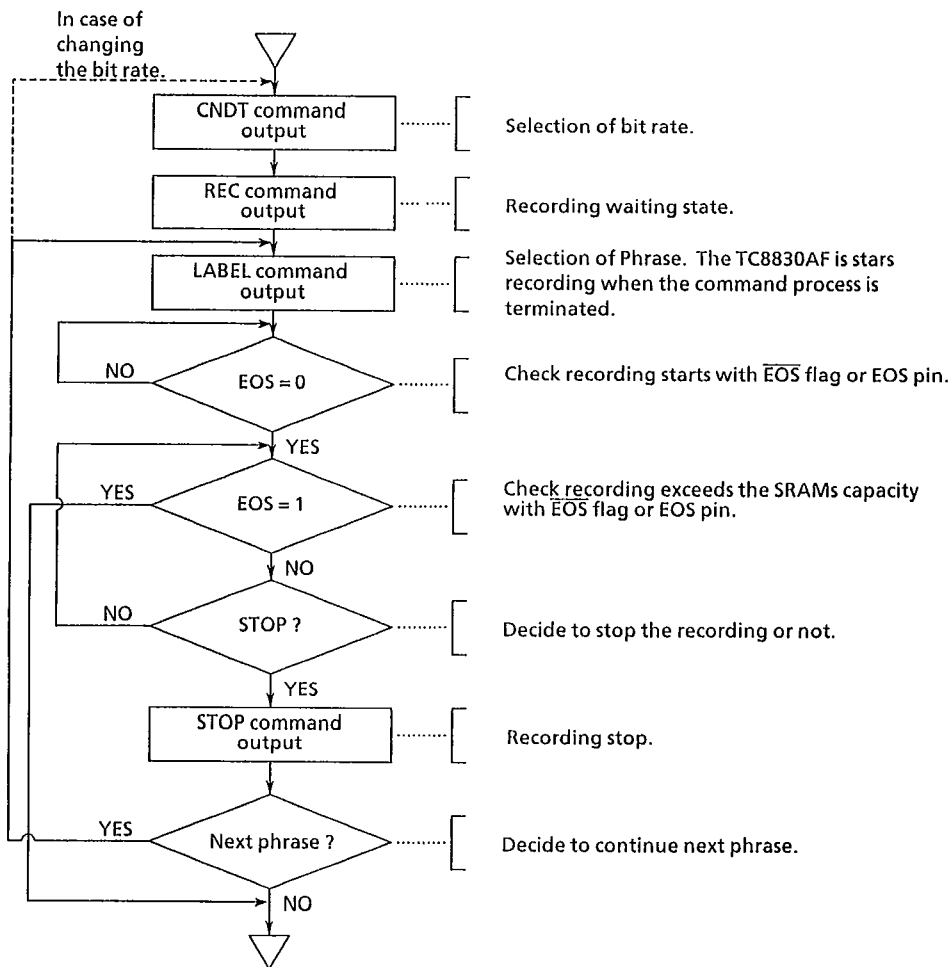 In case of
changing
the bit rate.
CNDT command
output
Selection of bit rate.
REC command
output
Recording waiting state.
LABEL command
output
Selection of Phrase. The TC8830AF is stars
recording when the command process is
terminated.
NO
EOS = 0
Check recording starts with EOS flag or EOS pin.
YES
YES
EOS = 1
Check recording exceeds the SRAMs capacity
with EOS flag or EOS pin.
NO
NO
STOP ?
Decide to stop the recording or not.
YES
STOP command
output
Recording stop.
YES
Next phrase ?
Decide to continue next phrase.
NO